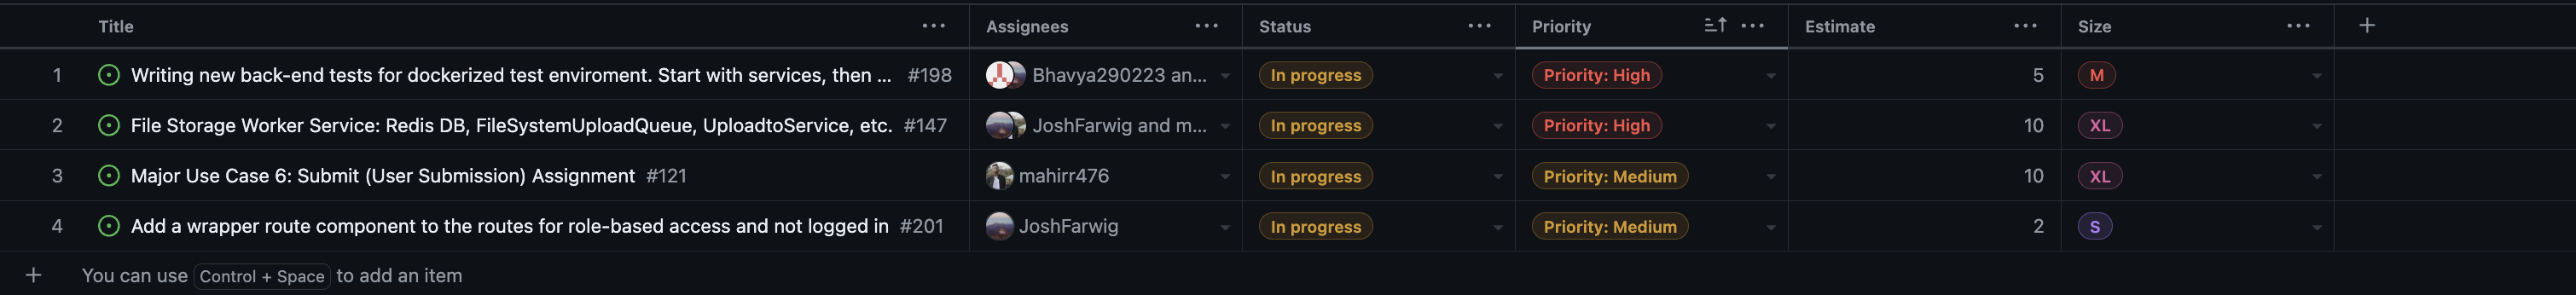 Title Assignees Status Priority Estimate Size
1 Writing new back-end tests for dockerized test enviroment. Start with services, then ... #198 Bhavya290223 an... In progress Priority: High 5 M
2 File Storage Worker Service: Redis DB, FileSystemUploadQueue, UploadtoService, etc. #147 JoshFarwig and m... In progress Priority: High 10 XL
3 Major Use Case 6: Submit (User Submission) Assignment #121 mahirr476 In progress Priority: Medium 10 XL
4 Add a wrapper route component to the routes for role-based access and not logged in #201 JoshFarwig In progress Priority: Medium 2 S
You can use Control + Space to add an item